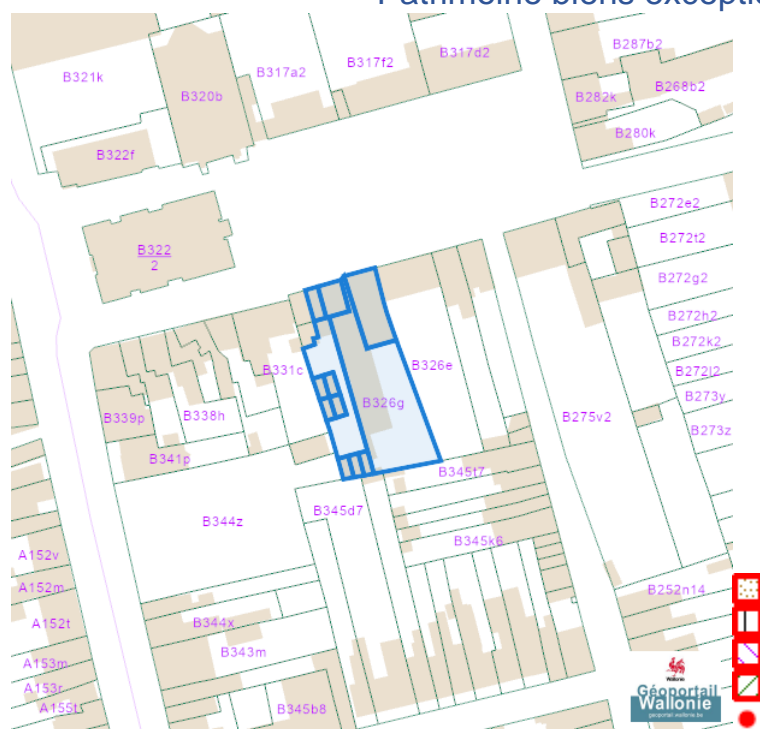 Patrimoine biens excepti
B321k
B320b
B317a2
B317f2
B317d2
B287b2
B282k
B268b2
B280k
B322f
B322
2
B272e2
B272t2
B272g2
B272h2
B272k2
B272l2
B273y
B273z
B331c
B326e
B326g
B275v2
B339p
B338h
B341p
B345t7
B344z
B345d7
B345k6
A152v
A152m
A152t
A153m
A153r
A155t
B344x
B343m
B345b8
B252n14
Wallonie
Géoportail
Wallonie
geoportail.wallonie.be